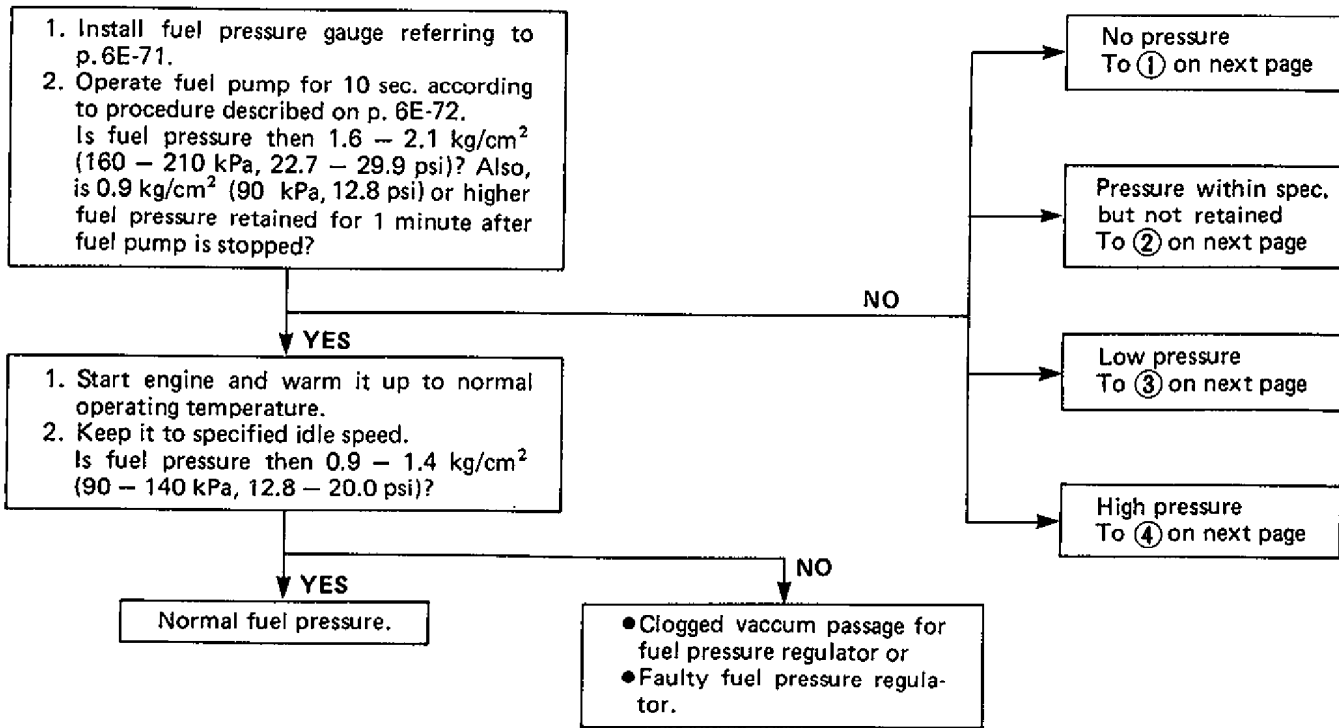 1. Install fuel pressure gauge referring to
p.6E-71.
2. Operate fuel pump for 10 sec. according
to procedure described on p. 6E-72.
Is fuel pressure then 1.6 – 2.1 kg/cm²
(160 – 210 kPa, 22.7 – 29.9 psi)? Also,
is 0.9 kg/cm² (90 kPa, 12.8 psi) or higher
fuel pressure retained for 1 minute after
fuel pump is stopped?
No pressure
To ① on next page
Pressure within spec.
but not retained
To ② on next page
NO
Low pressure
To ③ on next page
High pressure
To ④ on next page
YES
1. Start engine and warm it up to normal
operating temperature.
2. Keep it to specified idle speed.
Is fuel pressure then 0.9 – 1.4 kg/cm²
(90 – 140 kPa, 12.8 – 20.0 psi)?
YES
NO
Normal fuel pressure.
●Clogged vaccum passage for
fuel pressure regulator or
●Faulty fuel pressure regula-
tor.